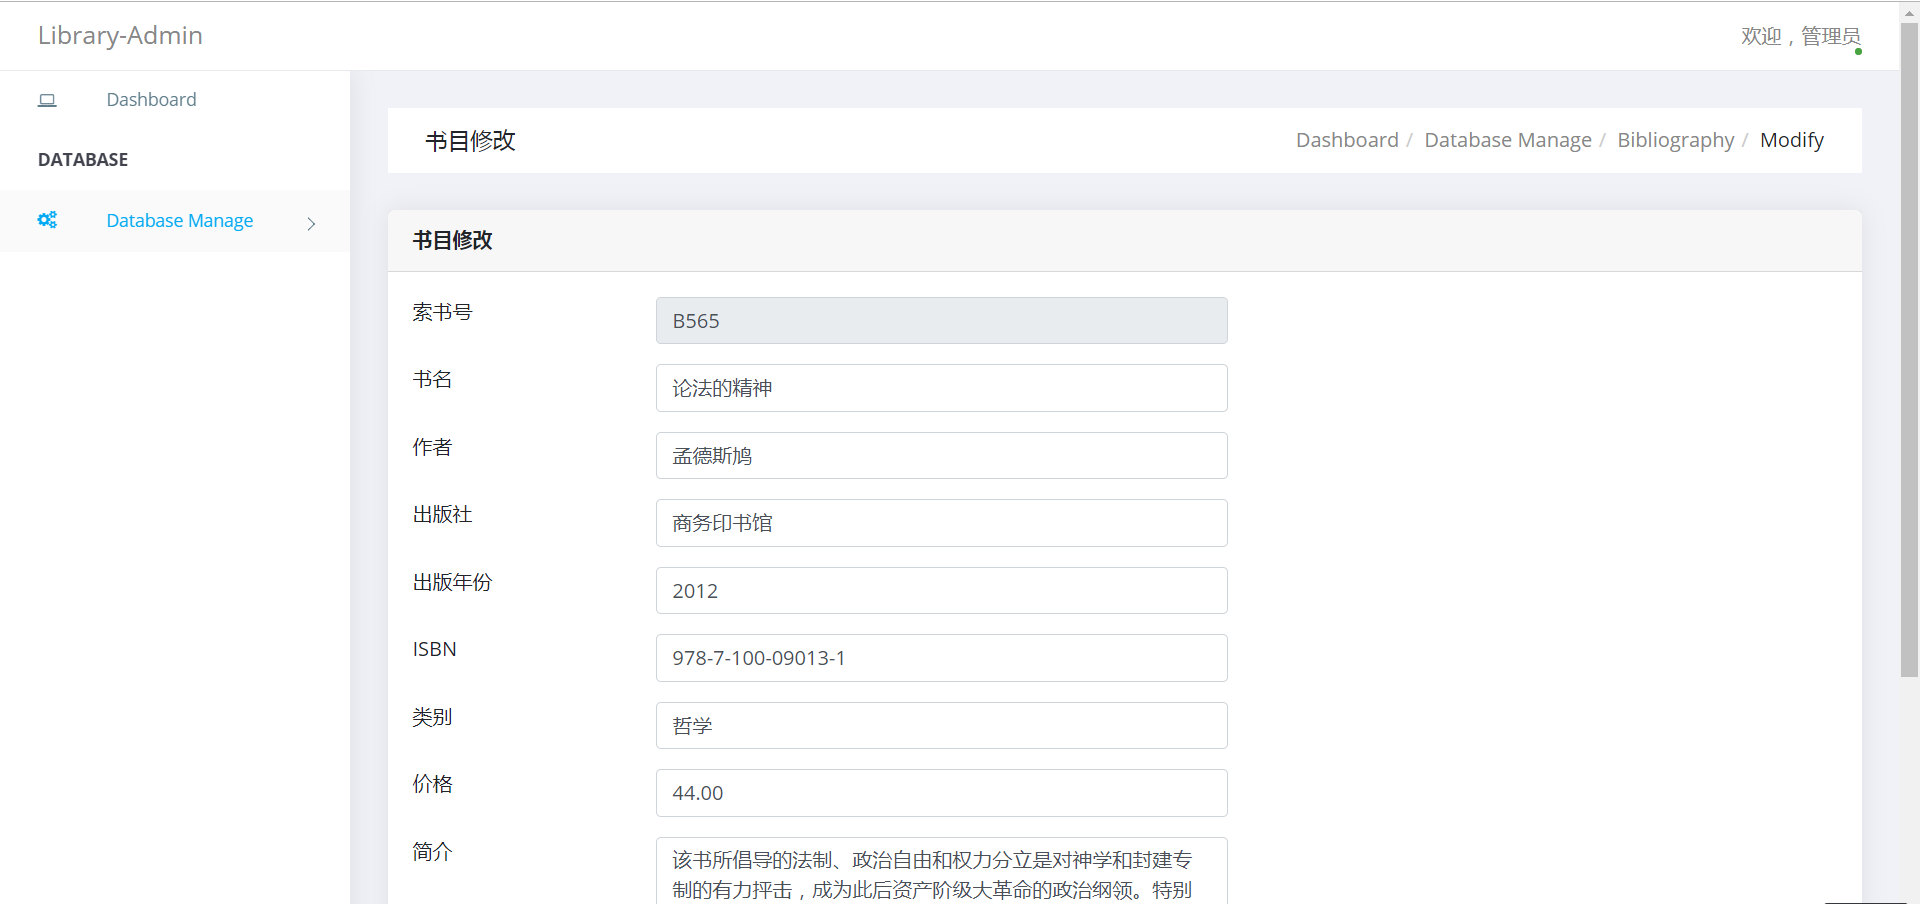 Library-Admin
欢迎，管理员
Dashboard
DATABASE
Database Manage
书目修改
Dashboard / Database Manage / Bibliography / Modify
书目修改
索书号
B565
书名
论法的精神
作者
孟德斯鸠
出版社
商务印书馆
出版年份
2012
ISBN
978-7-100-09013-1
类别
哲学
价格
44.00
简介
该书所倡导的法制、政治自由和权力分立是对神学和封建专
制的有力抨击，成为此后资产阶级大革命的政治纲领。特别